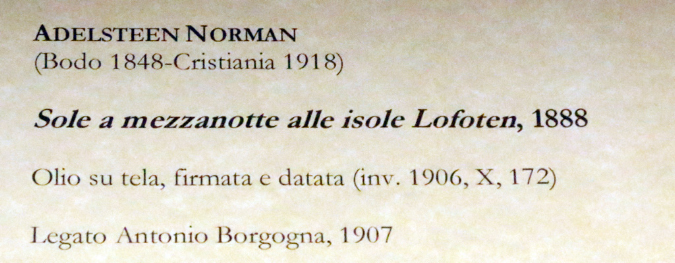 ADELSTEEN NORMAN
(Bodo 1848-Cristiania 1918)
Sole a mezzanotte alle isole Lofoten, 1888
Olio su tela, firmata e datata (inv. 1906, X, 172)
Legato Antonio Borgogna, 1907